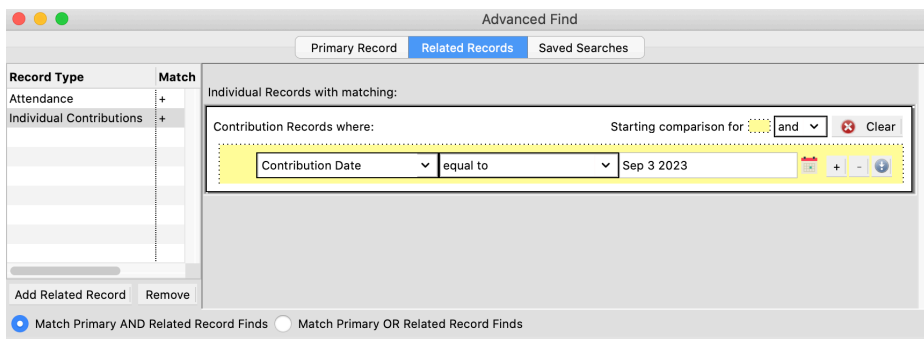 Advanced Find
Primary Record Related Records Saved Searches
Record Type Match
Attendance +
Individual Contributions +
Individual Records with matching:
Contribution Records where: Starting comparison for and Clear
Contribution Date equal to Sep 3 2023 + -
Add Related Record Remove
Match Primary AND Related Record Finds Match Primary OR Related Record Finds